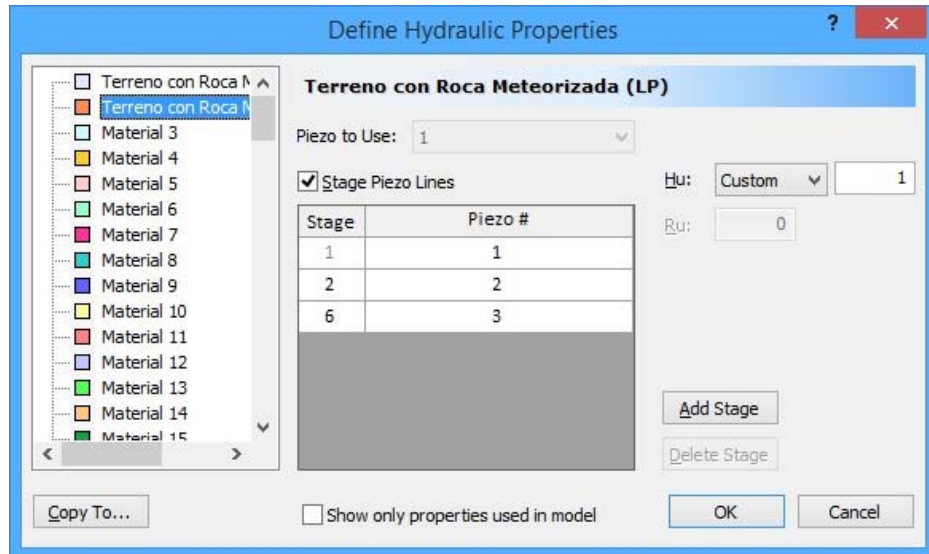 Define Hydraulic Properties
?
Terreno con Roca M
Terreno con Roca M
Material 3
Material 4
Material 5
Material 6
Material 7
Material 8
Material 9
Material 10
Material 11
Material 12
Material 13
Material 14
Material 15
Terreno con Roca Meteorizada (LP)
Piezo to Use: 1
Stage Piezo Lines
Stage Piezo #
1 1
2 2
6 3
Hu: Custom 1
Ru: 0
Add Stage
Delete Stage
Copy To...
Show only properties used in model
OK Cancel